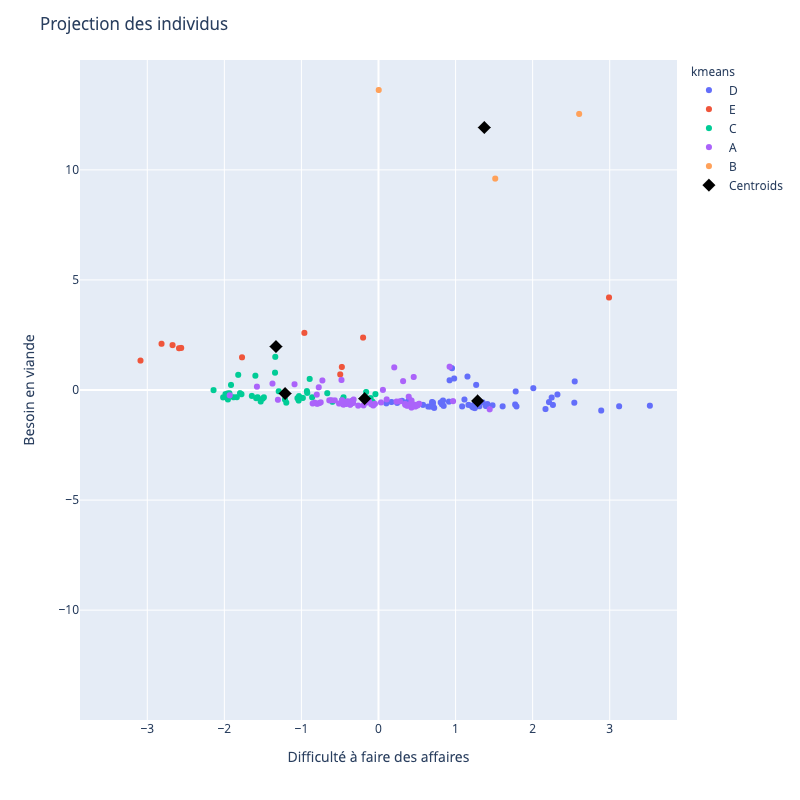 Projection des individus
kmeans
D
E
C
A
B
Centroids
10
5
0
−5
−10
Besoin en viande
−3
−2
−1
0
1
2
3
Difficulté à faire des affaires